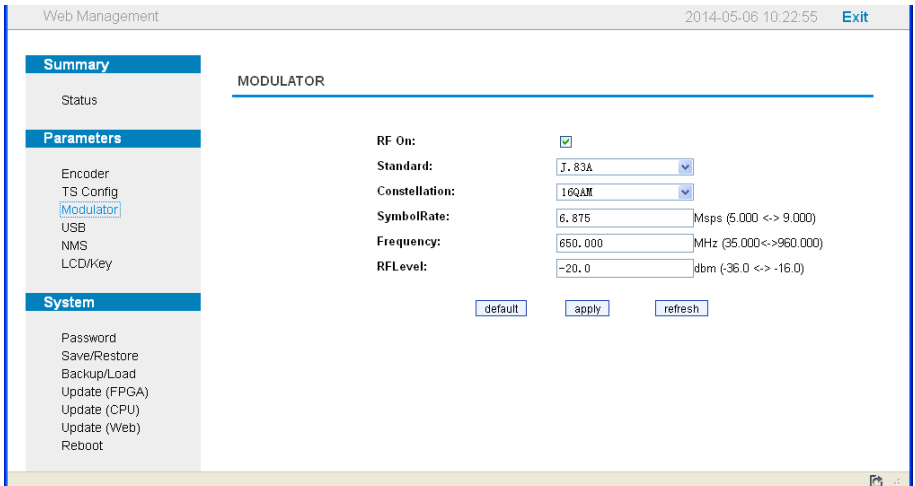 Web Management 2014-05-06 10:22:55 Exit
Summary
Status
Parameters
Encoder
TS Config
Modulator
USB
NMS
LCD/Key
System
Password
Save/Restore
Backup/Load
Update (FPGA)
Update (CPU)
Update (Web)
Reboot
MODULATOR
RF On:
Standard: J.83A
Constellation: 16QAM
SymbolRate: 6.875 Msps (5.000 <-> 9.000)
Frequency: 650.000 MHz (35.000<->960.000)
RFLevel: -20.0 dbm (-36.0 <-> -16.0)
default apply refresh